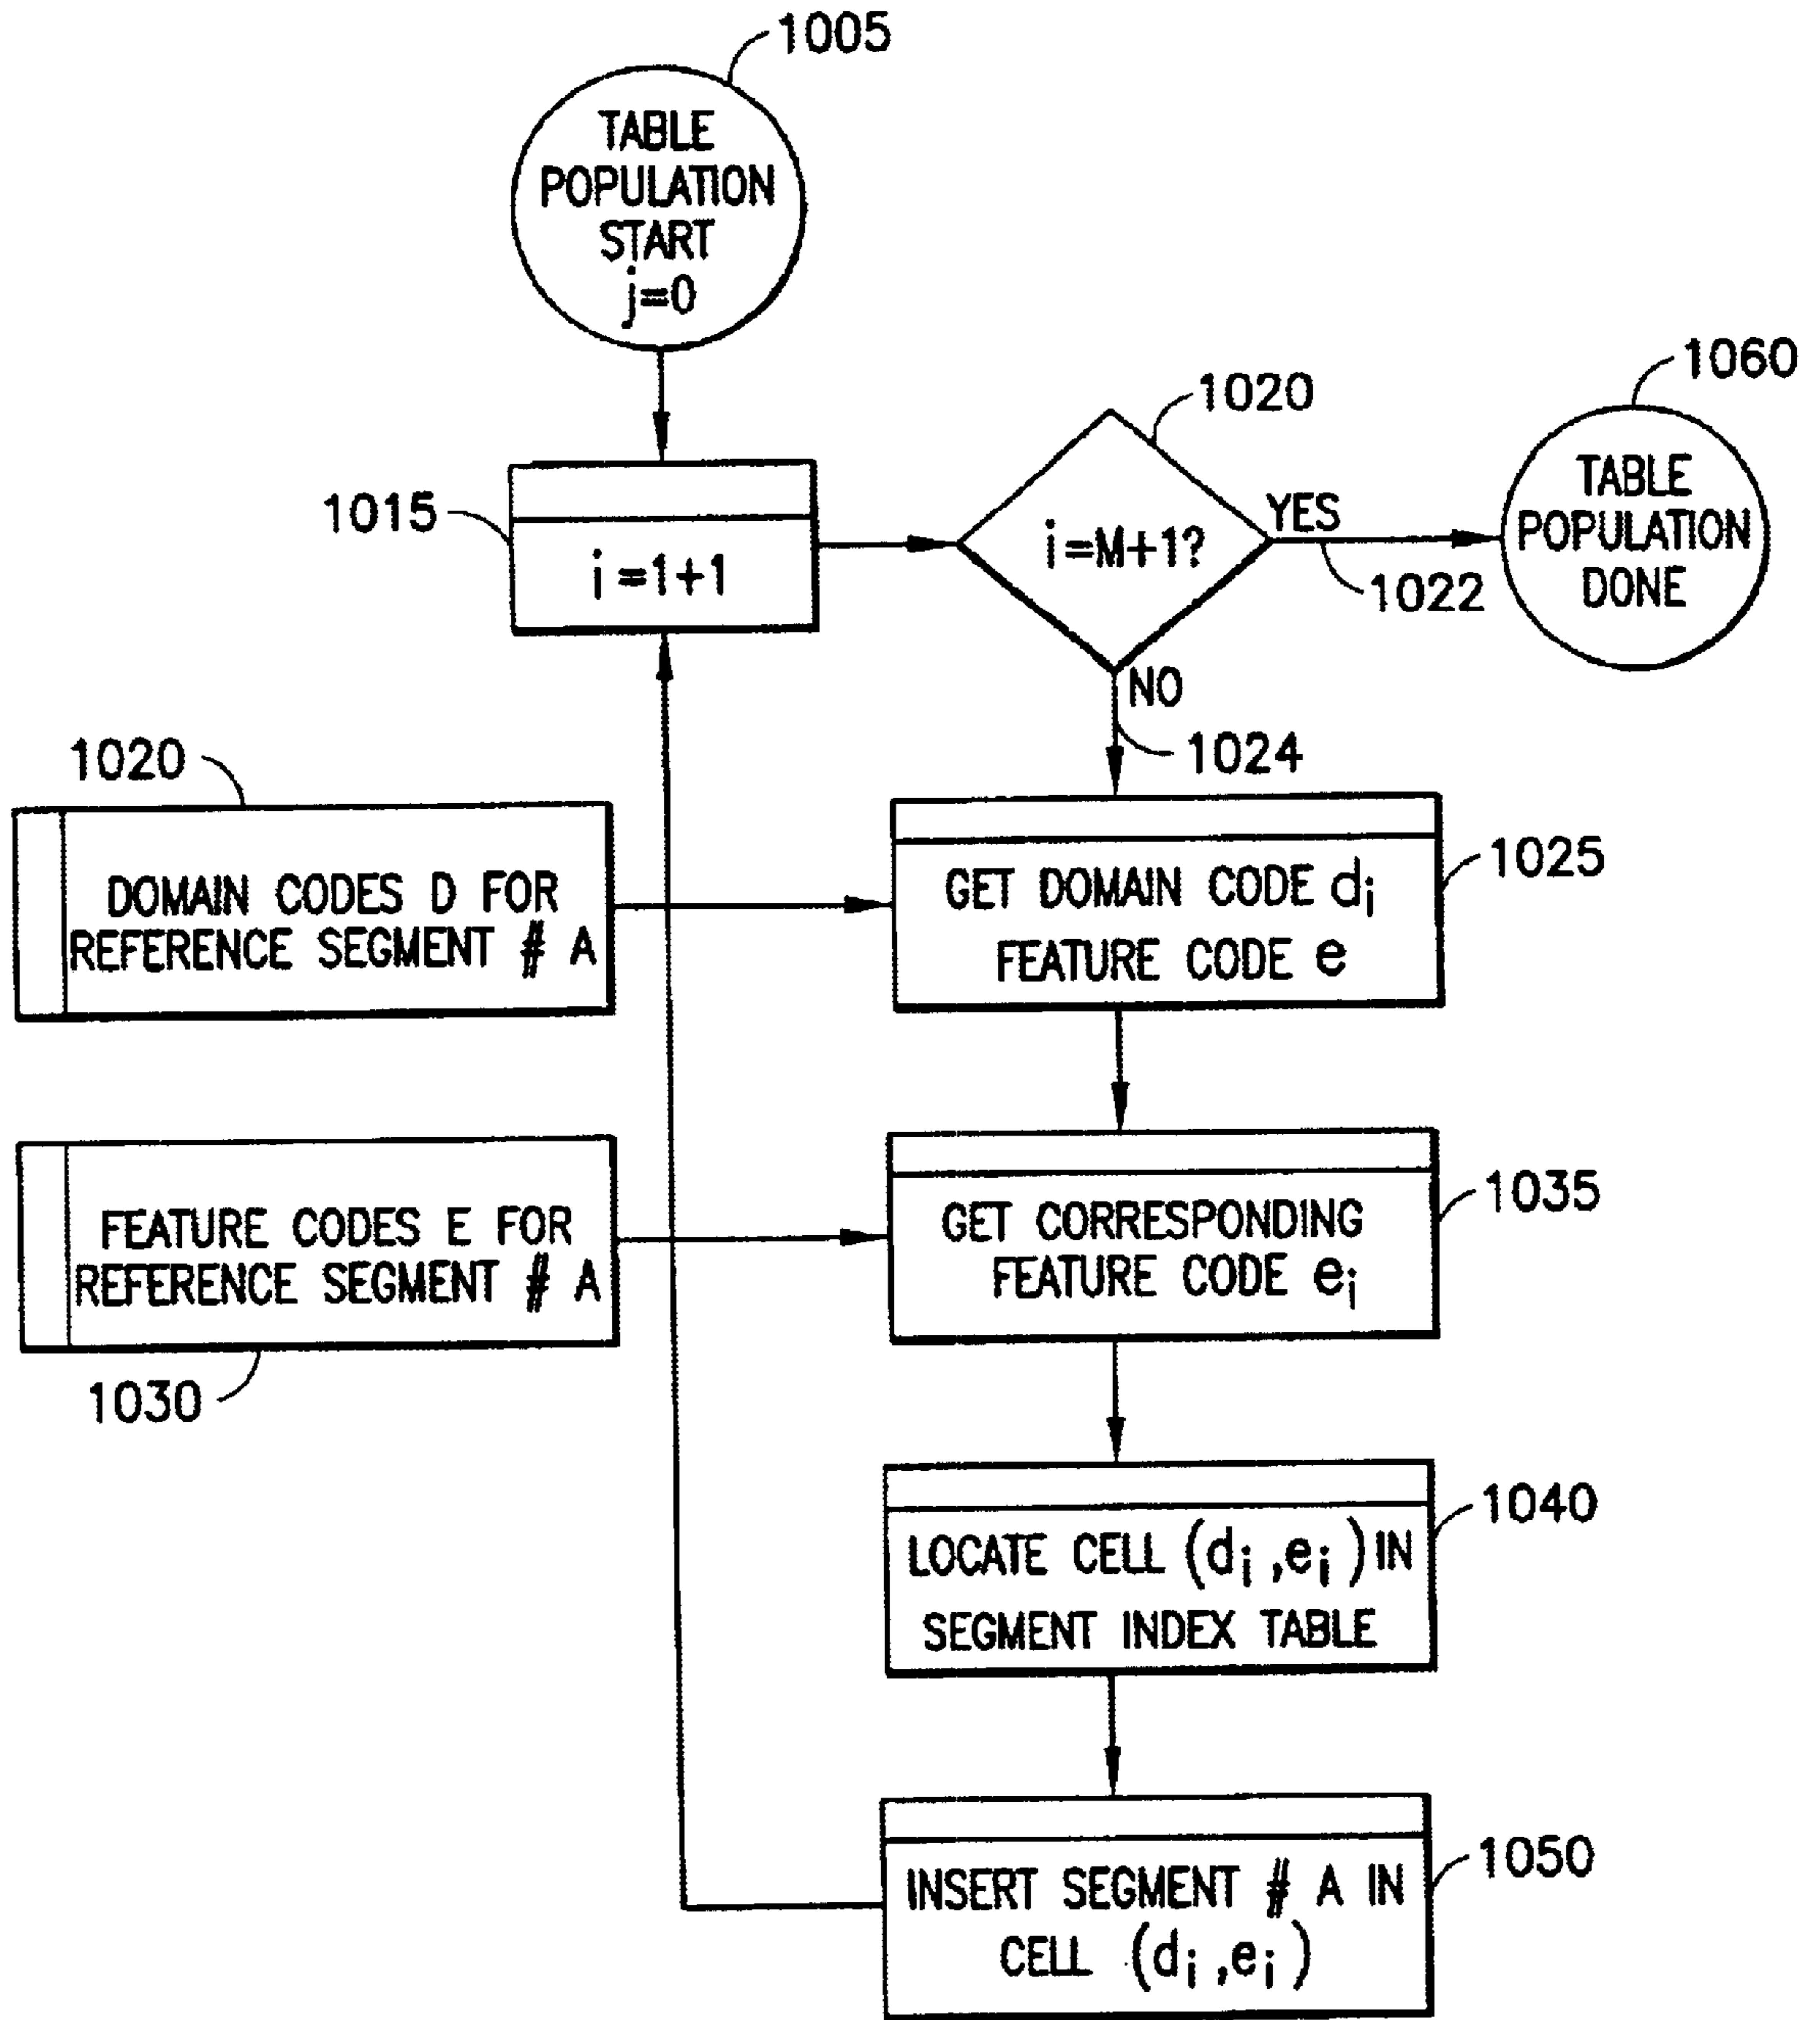 1005
TABLE
POPULATION
START
j=0
1060
1020
TABLE
POPULATION
DONE
1015
i=1+1
i=M+1?
YES
1022
NO
1024
1020
DOMAIN CODES D FOR
REFERENCE SEGMENT # A
GET DOMAIN CODE di
FEATURE CODE e
1025
FEATURE CODES E FOR
REFERENCE SEGMENT # A
1030
GET CORRESPONDING
FEATURE CODE ei
1035
LOCATE CELL (di,ei) IN
SEGMENT INDEX TABLE
1040
INSERT SEGMENT # A IN
CELL (di,ei)
1050